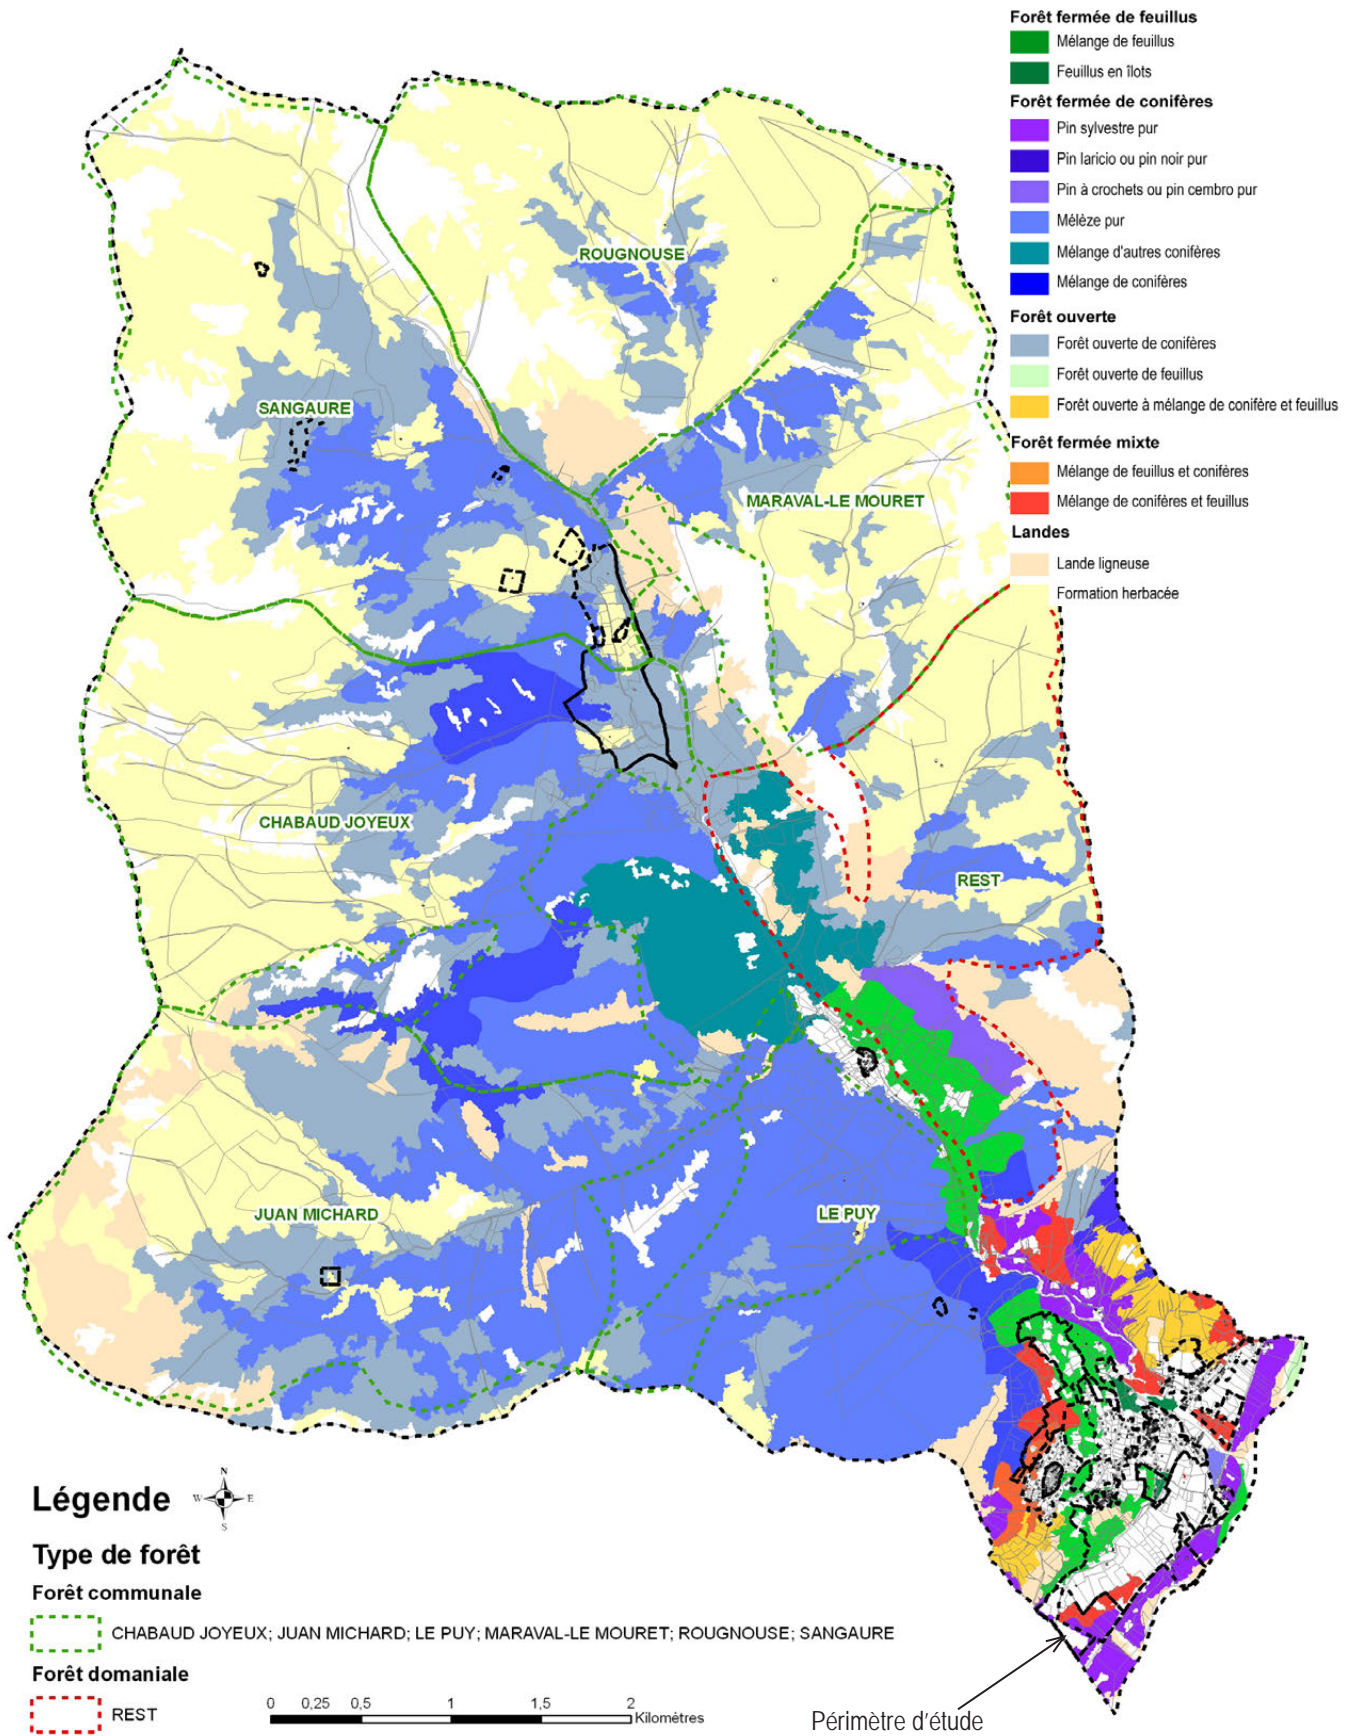 Forêt fermée de feuillus
Mélange de feuillus
Feuillus en îlots
Forêt fermée de conifères
Pin sylvestre pur
Pin laricio ou pin noir pur
Pin à crochets ou pin cembro pur
Mélèze pur
Mélange d'autres conifères
Mélange de conifères
Forêt ouverte
Forêt ouverte de conifères
Forêt ouverte de feuillus
Forêt ouverte à mélange de conifère et feuillus
Forêt fermée mixte
Mélange de feuillus et conifères
Mélange de conifères et feuillus
Landes
Lande ligneuse
Formation herbacée
ROUGNOUSE
SANGAURE
MARAVAL-LE MOURET
CHABAUD JOYEUX
REST
JUAN MICHARD
LE PUY
Légende
N
W E
S
Type de forêt
Forêt communale
CHABAUD JOYEUX; JUAN MICHARD; LE PUY; MARAVAL-LE MOURET; ROUGNOUSE; SANGAURE
Forêt domaniale
REST
0 0,25 0,5 1 1,5 2
Kilomètres
Périmètre d'étude